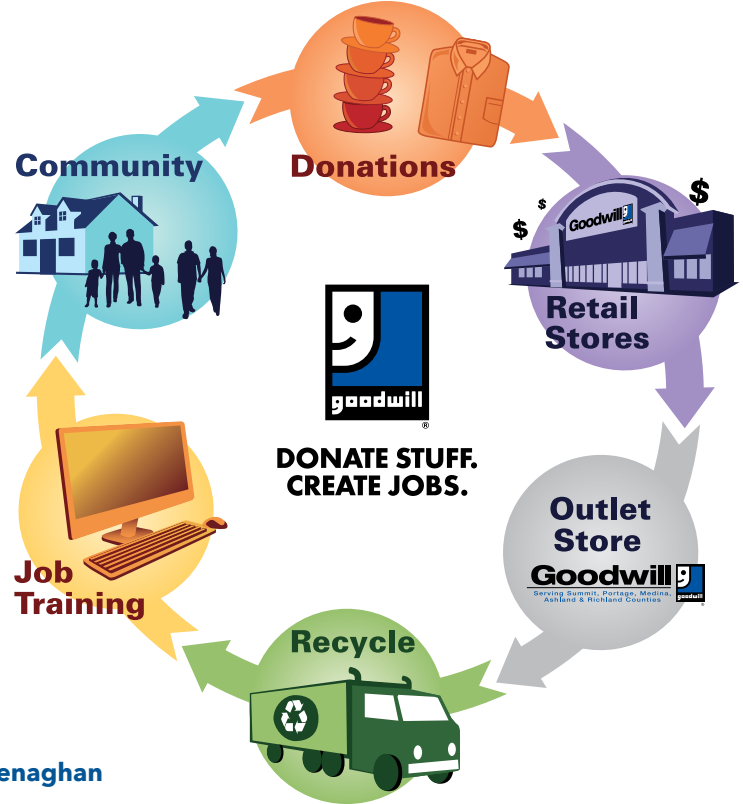 Donations
Community
$
$
$
Goodwill
Retail
Stores
goodwill
®
DONATE STUFF.
CREATE JOBS.
Outlet
Store
Goodwill
goodwill
®
Serving Summit, Portage, Medina,
Ashland & Richland Counties
Job
Training
Recycle
enaghan